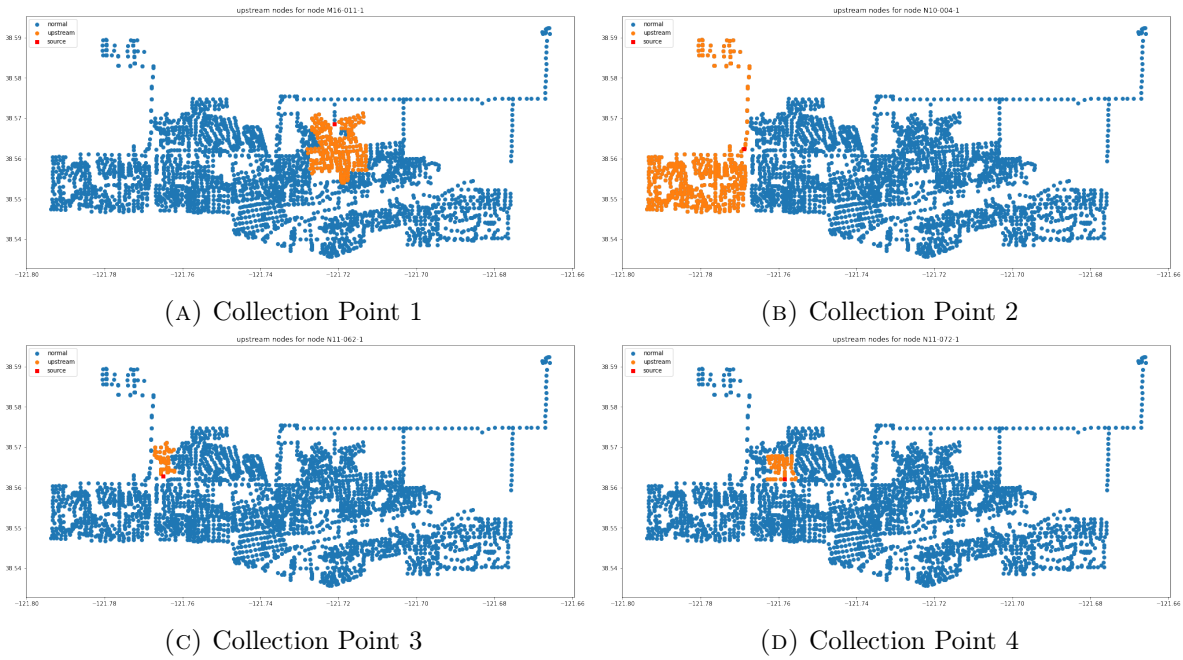 upstream nodes for node M16-011-1
normal
upstream
source
38.59
38.58
38.57
38.56
38.55
38.54
−121.80
−121.78
−121.76
−121.74
−121.72
−121.70
−121.68
−121.66
(A) Collection Point 1
upstream nodes for node N10-004-1
normal
upstream
source
38.59
38.58
38.57
38.56
38.55
38.54
−121.80
−121.78
−121.76
−121.74
−121.72
−121.70
−121.68
−121.66
(B) Collection Point 2
upstream nodes for node N11-062-1
normal
upstream
source
38.59
38.58
38.57
38.56
38.55
38.54
−121.80
−121.78
−121.76
−121.74
−121.72
−121.70
−121.68
−121.66
(C) Collection Point 3
upstream nodes for node N11-072-1
normal
upstream
source
38.59
38.58
38.57
38.56
38.55
38.54
−121.80
−121.78
−121.76
−121.74
−121.72
−121.70
−121.68
−121.66
(D) Collection Point 4